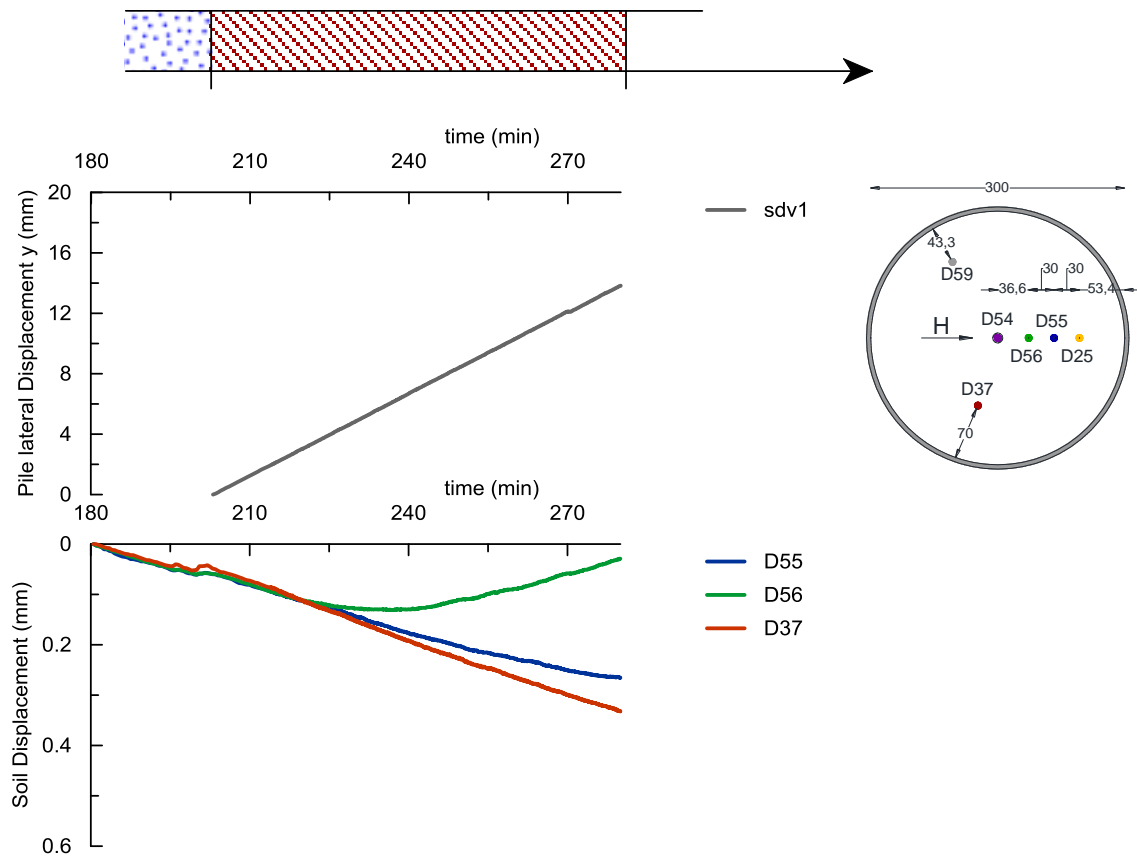 time (min)
180 210 240 270
Pile lateral Displacement y (mm)
20
16
12
8
4
0
sdv1
300
43,3
D59
30 30
36,6 53,4
H
D54 D55
D56 D25
D37
70
time (min)
180 210 240 270
Soil Displacement (mm)
0
0.2
0.4
0.6
D55
D56
D37